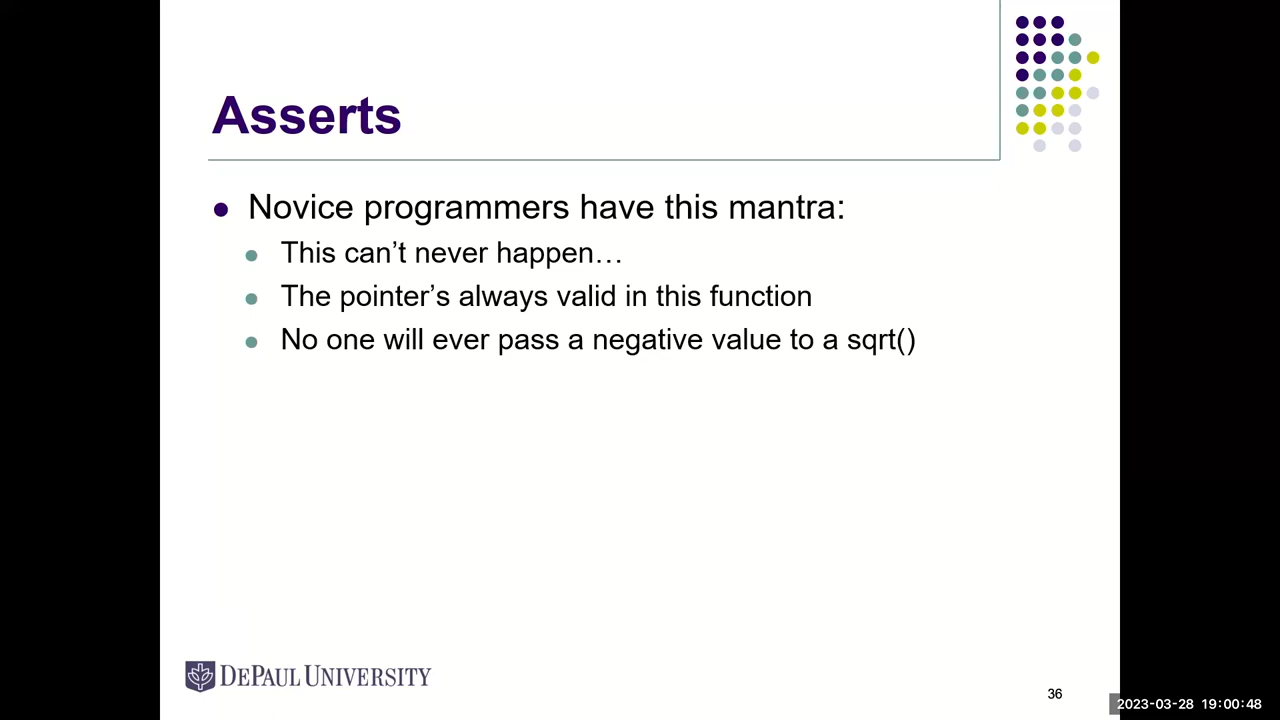 Asserts
Novice programmers have this mantra:
This can’t never happen…
The pointer’s always valid in this function
No one will ever pass a negative value to a sqrt()
DEPAUL UNIVERSITY
36
2023-03-28 19:00:48